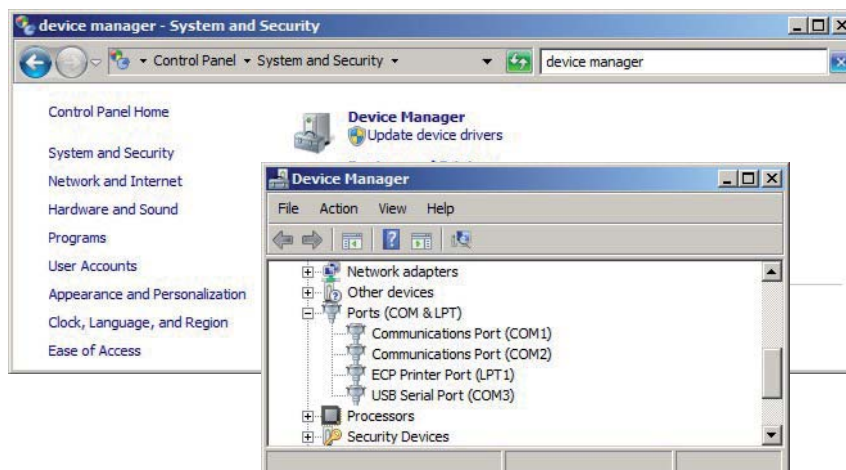 device manager - System and Security
Control Panel
System and Security
device manager
Control Panel Home
System and Security
Network and Internet
Hardware and Sound
Programs
User Accounts
Appearance and Personalization
Clock, Language, and Region
Ease of Access
Device Manager
Update device drivers
Device Manager
File Action View Help
Network adapters
Other devices
Ports (COM & LPT)
Communications Port (COM1)
Communications Port (COM2)
ECP Printer Port (LPT1)
USB Serial Port (COM3)
Processors
Security Devices